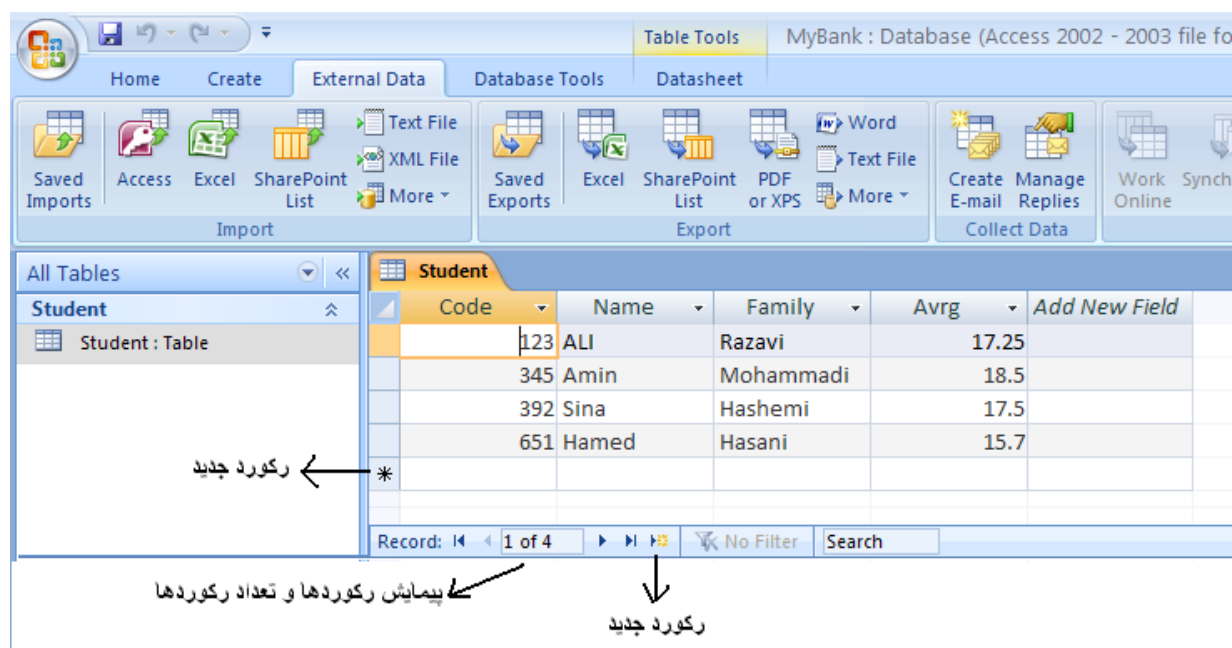 Table Tools MyBank : Database (Access 2002 - 2003 file fo
Home Create External Data Database Tools Datasheet
Saved Imports
Access
Excel
SharePoint List
Text File
XML File
More
Import
Saved Exports
Excel
SharePoint List
PDF or XPS
Word
Text File
More
Export
Create E-mail
Manage Replies
Collect Data
Work Online
Synch
All Tables
Student
Student : Table
Student
Code Name Family Avrg Add New Field
123 ALI Razavi 17.25
345 Amin Mohammadi 18.5
392 Sina Hashemi 17.5
651 Hamed Hasani 15.7
رکورد جدید
*
Record: 1 of 4 No Filter Search
پیمایش رکوردها و تعداد رکوردها
رکورد جدید